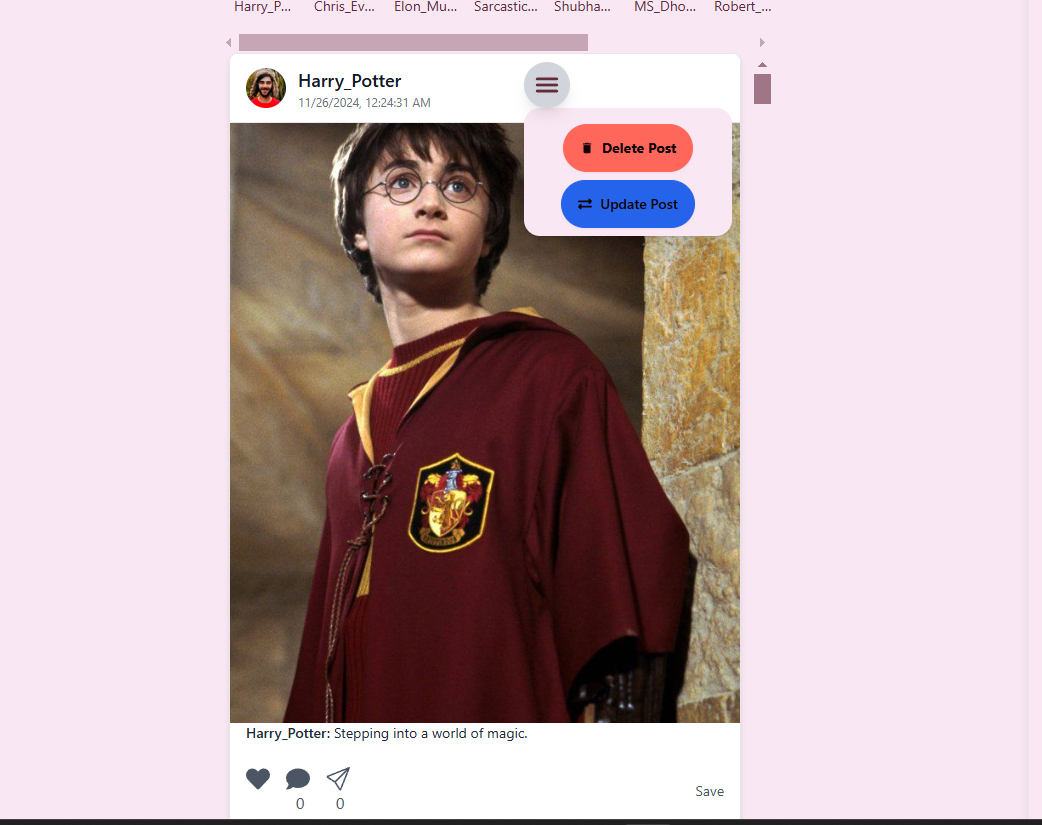 Harry_P... Chris_Ev... Elon_Mu... Sarcastic... Shubha... MS_Dho... Robert_...
Harry_Potter
11/26/2024, 12:24:31 AM
Delete Post
Update Post
Harry_Potter: Stepping into a world of magic.
0 0
Save